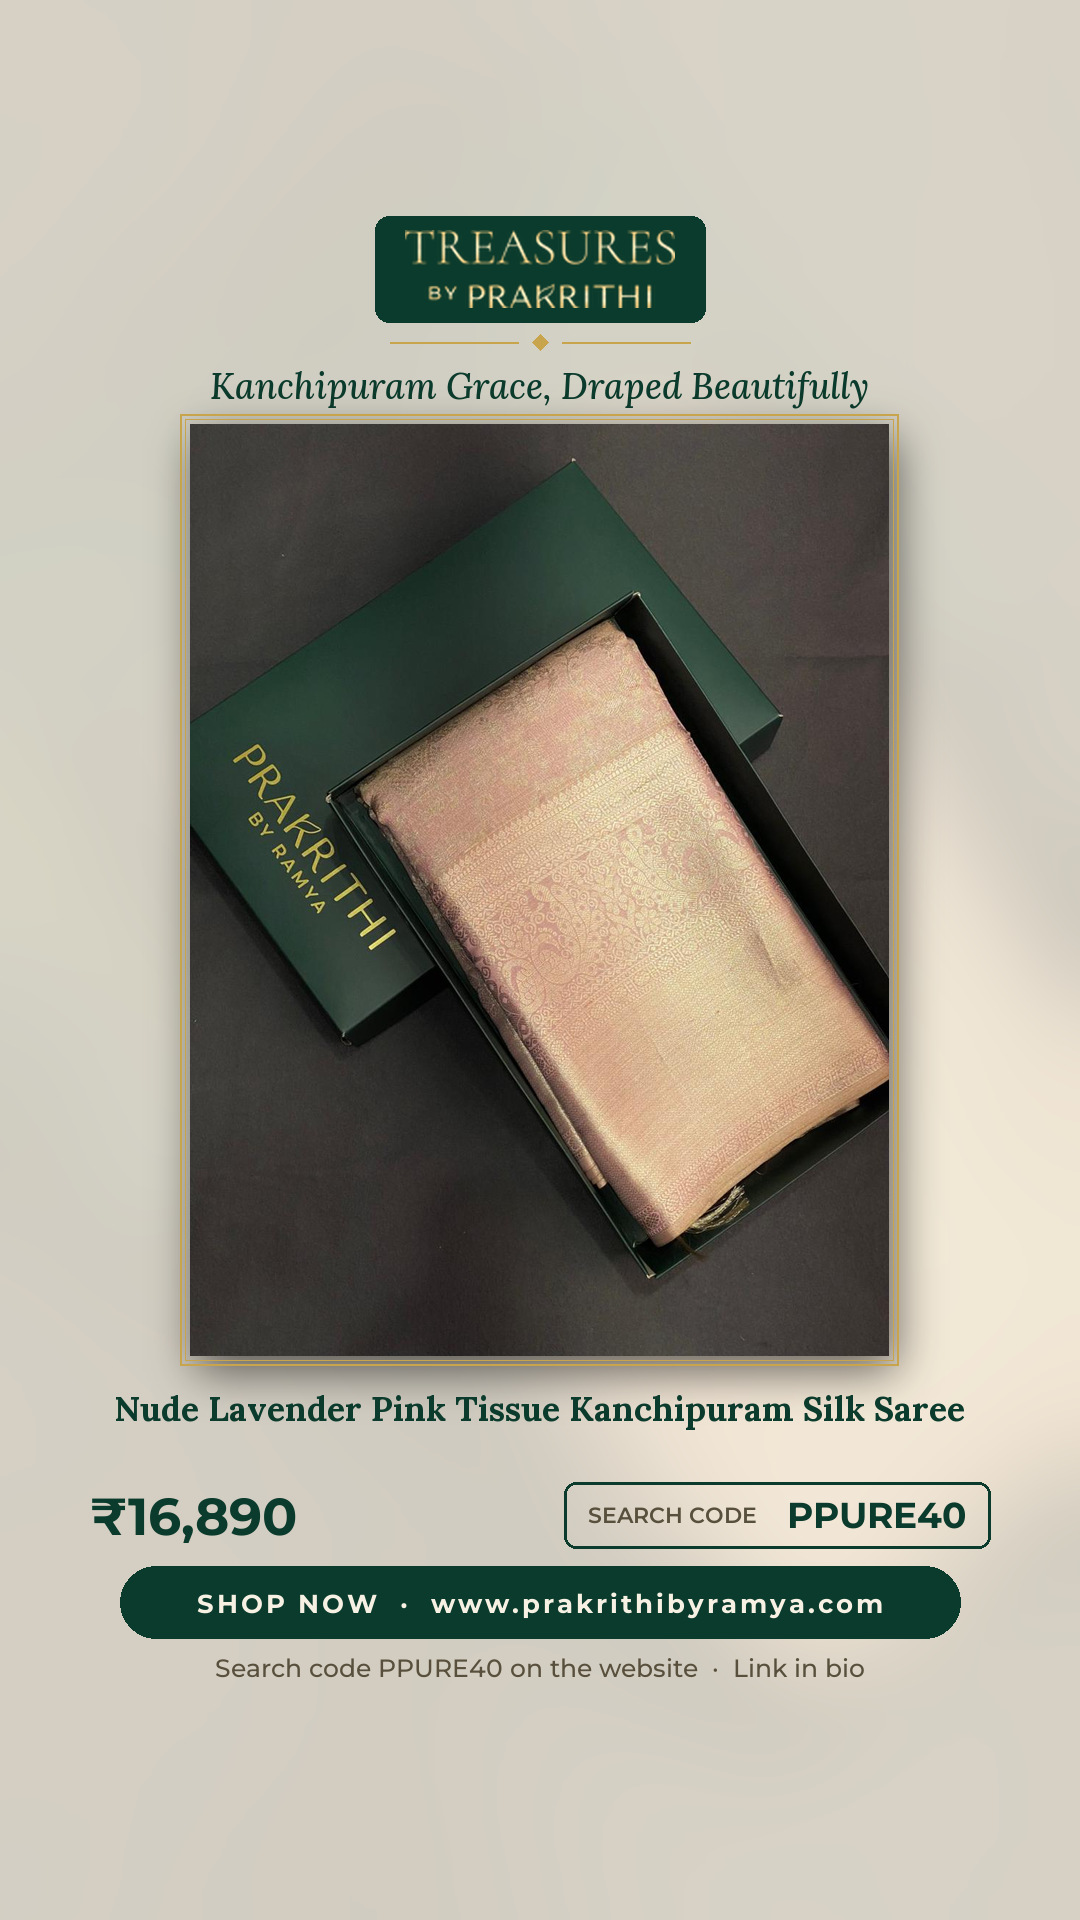 TREASURES
BY PRAKRITHI
Kanchipuram Grace, Draped Beautifully
PRAKRITHI
BY RAMYA
Nude Lavender Pink Tissue Kanchipuram Silk Saree
₹16,890
SEARCH CODE PPURE40
SHOP NOW · www.prakrithibyramya.com
Search code PPURE40 on the website · Link in bio